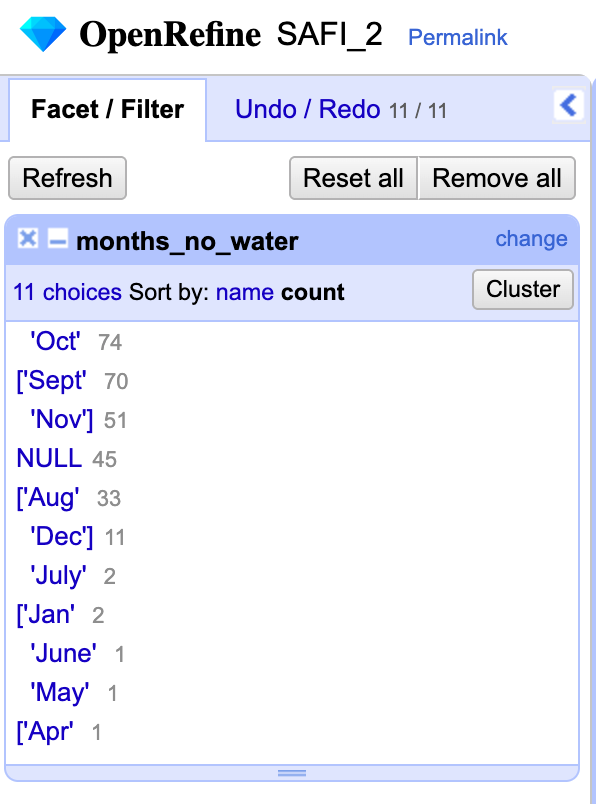 OpenRefine SAFI_2 Permalink
Facet / Filter Undo / Redo 11 / 11
Refresh Reset all Remove all
months_no_water change
11 choices Sort by: name count Cluster
'Oct' 74
['Sept' 70
'Nov'] 51
NULL 45
['Aug' 33
'Dec'] 11
'July' 2
['Jan' 2
'June' 1
'May' 1
['Apr' 1